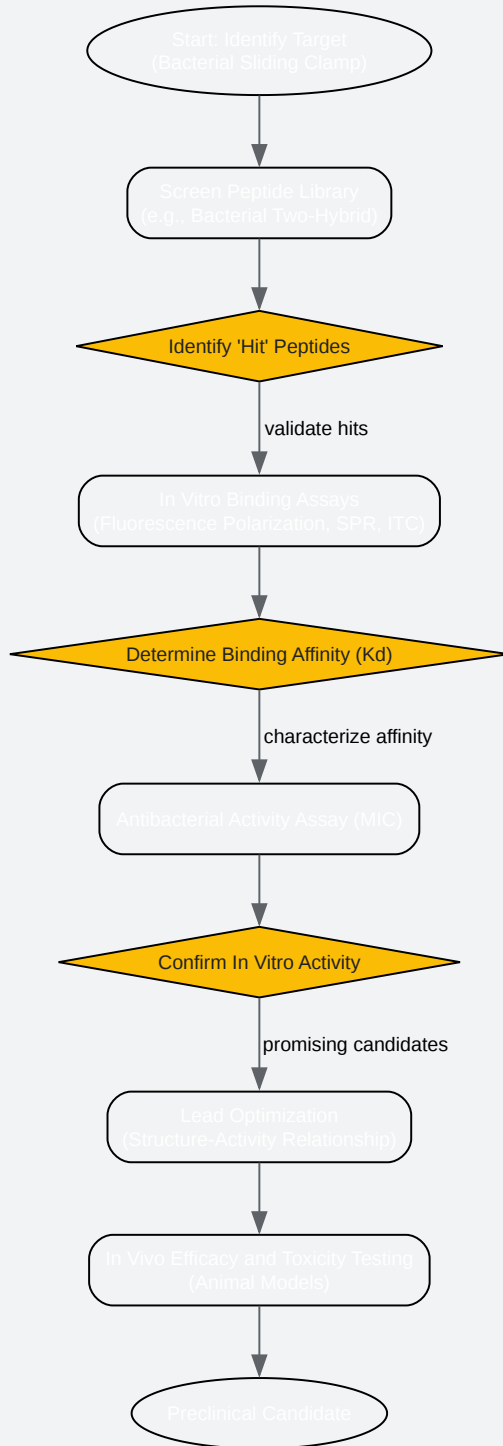 Start: Identify Target
(Bacterial Sliding Clamp)
Screen Peptide Library
(e.g., Bacterial Two-Hybrid)
Identify 'Hit' Peptides
validate hits
In Vitro Binding Assays
(Fluorescence Polarization, SPR, ITC)
Determine Binding Affinity (Kd)
characterize affinity
Antibacterial Activity Assay (MIC)
Confirm In Vitro Activity
promising candidates
Lead Optimization
(Structure-Activity Relationship)
In Vivo Efficacy and Toxicity Testing
(Animal Models)
Preclinical Candidate